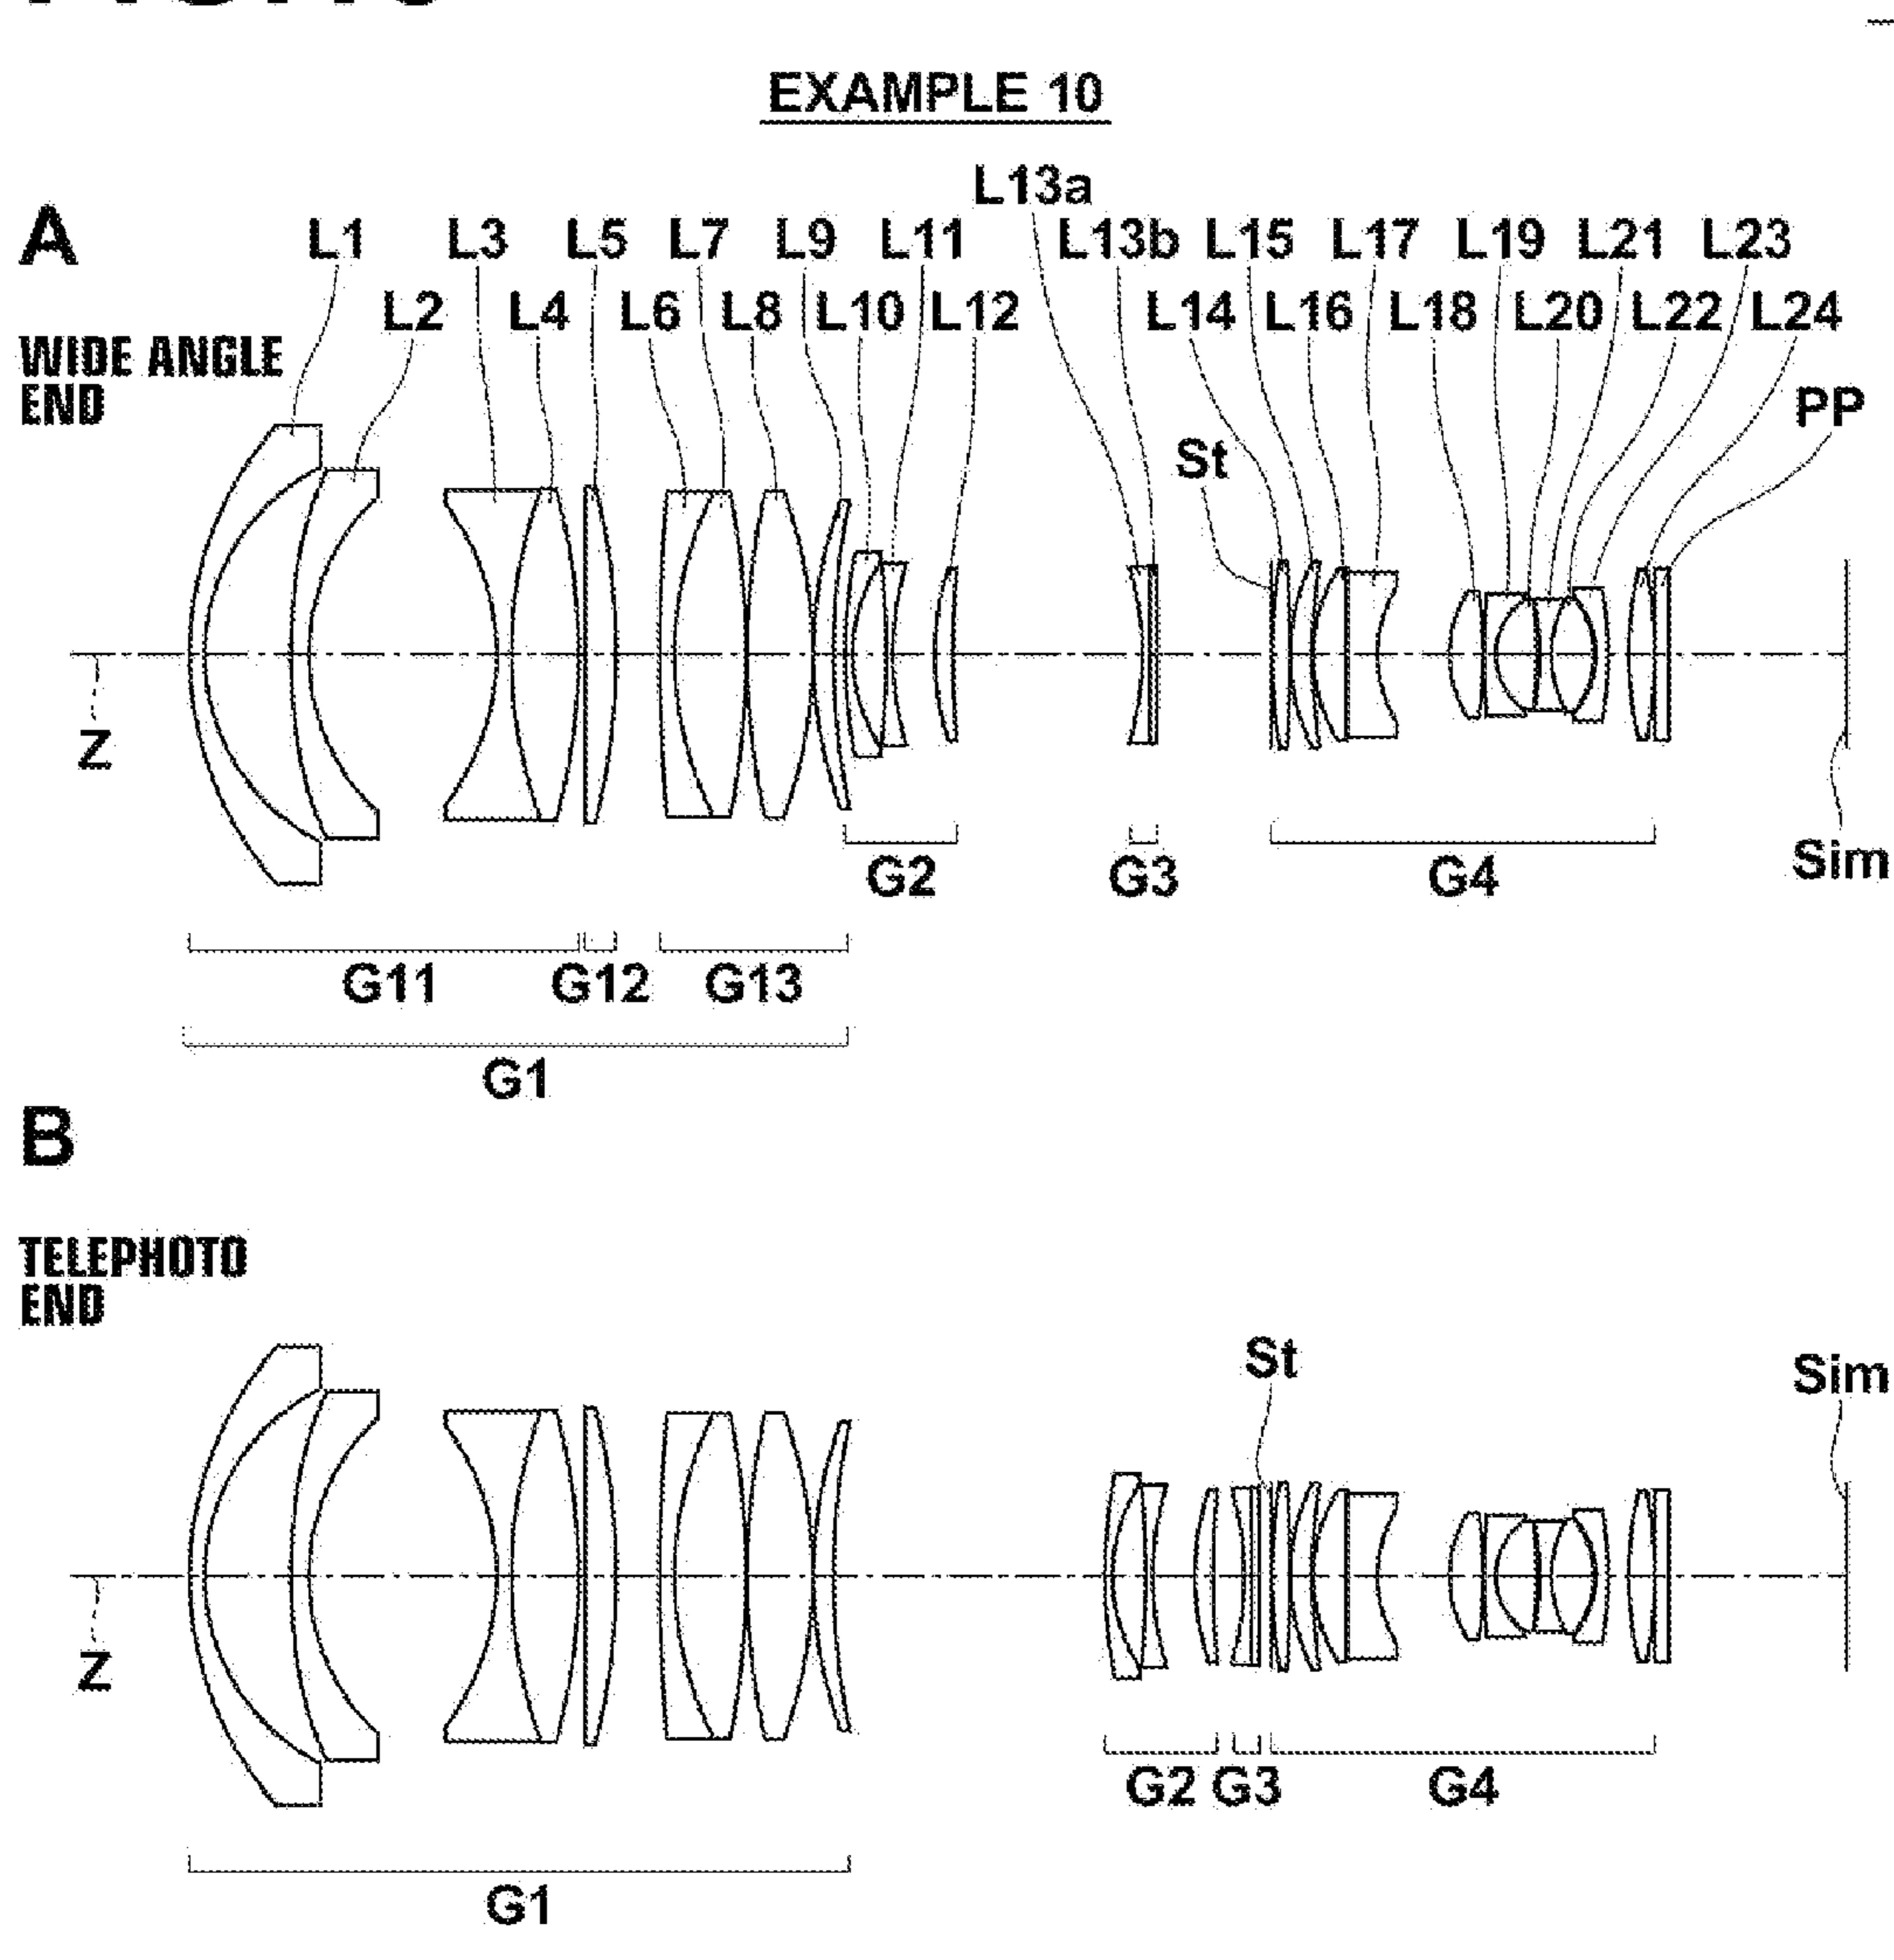 EXAMPLE 10
L13a
A
L1 L3 L5 L7 L9 L11 L13b L15 L17 L19 L21 L23
L2 L4 L6 L8 L10 L12 L14 L16 L18 L20 L22 L24
WIDE ANGLE
END
PP
St
Z
Sim
G2 G3 G4
G11 G12 G13
G1
B
TELEPHOTO
END
St
Sim
Z
G2 G3 G4
G1